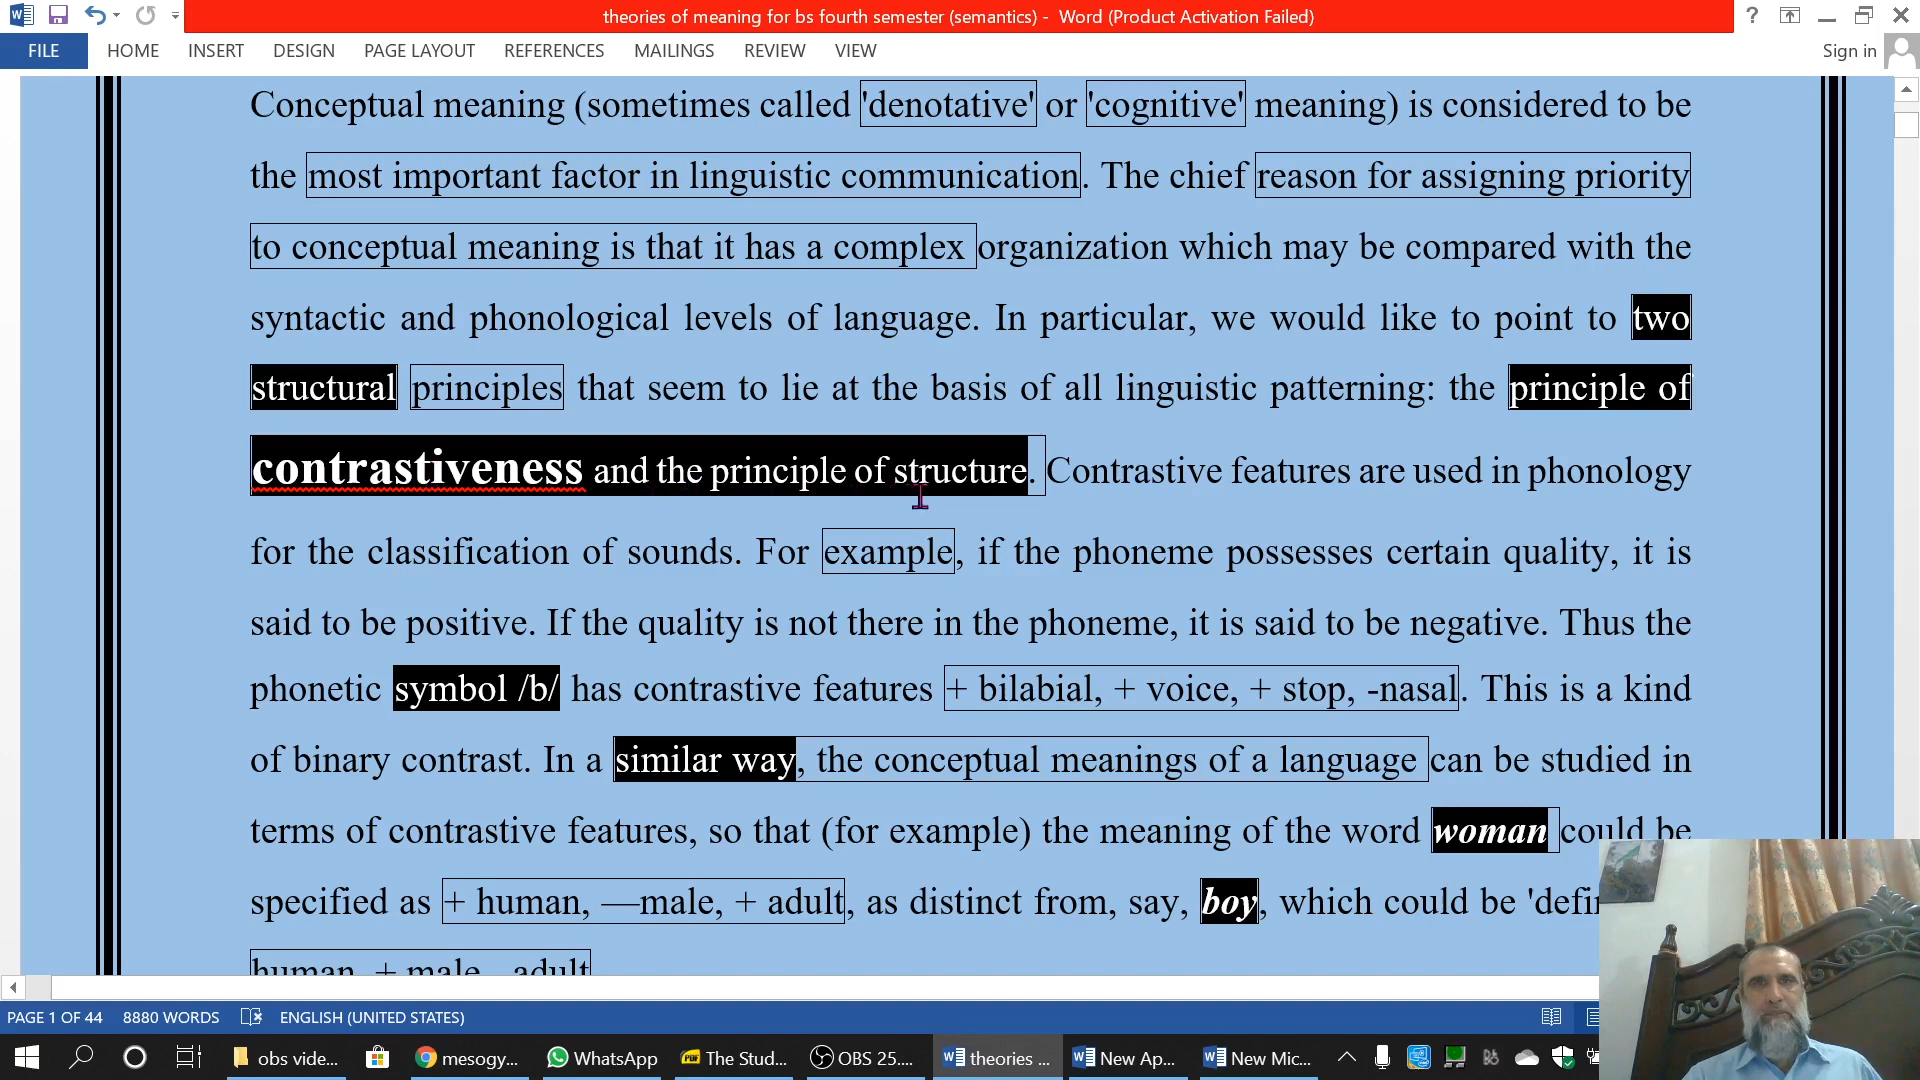 theories of meaning for bs fourth semester (semantics) - Word (Product Activation Failed)
FILE HOME INSERT DESIGN PAGE LAYOUT REFERENCES MAILINGS REVIEW VIEW Sign in
Conceptual meaning (sometimes called 'denotative' or 'cognitive' meaning) is considered to be
the most important factor in linguistic communication. The chief reason for assigning priority
to conceptual meaning is that it has a complex organization which may be compared with the
syntactic and phonological levels of language. In particular, we would like to point to two
structural principles that seem to lie at the basis of all linguistic patterning: the principle of
contrastiveness and the principle of structure. Contrastive features are used in phonology
for the classification of sounds. For example, if the phoneme possesses certain quality, it is
said to be positive. If the quality is not there in the phoneme, it is said to be negative. Thus the
phonetic symbol /b/ has contrastive features + bilabial, + voice, + stop, -nasal. This is a kind
of binary contrast. In a similar way, the conceptual meanings of a language can be studied in
terms of contrastive features, so that (for example) the meaning of the word woman could be
specified as + human, —male, + adult, as distinct from, say, boy, which could be 'defi
human, + male, - adult
PAGE 1 OF 44 8880 WORDS ENGLISH (UNITED STATES)
obs vide... mesogy... WhatsApp The Stud... OBS 25.... theories ... New Ap... New Mic...